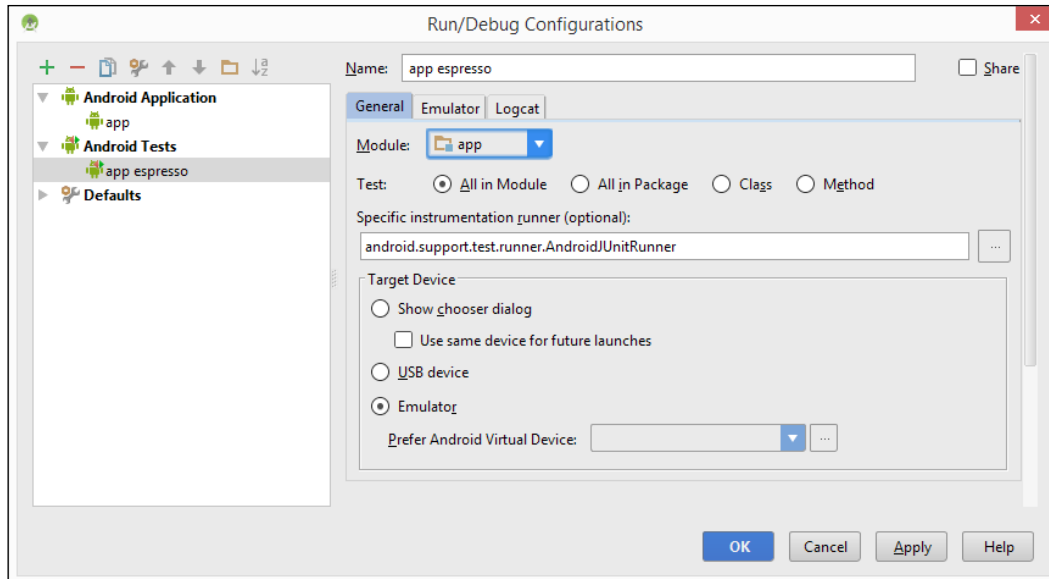 Run/Debug Configurations
Name: app espresso Share
Android Application
app
Android Tests
app espresso
Defaults
General Emulator Logcat
Module: app
Test: All in Module All in Package Class Method
Specific instrumentation runner (optional):
android.support.test.runner.AndroidJUnitRunner
...
Target Device
Show chooser dialog
Use same device for future launches
USB device
Emulator
Prefer Android Virtual Device: ...
OK Cancel Apply Help